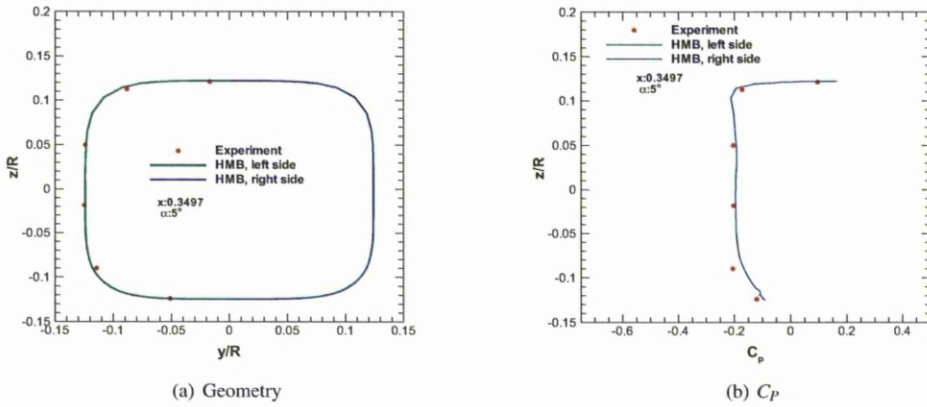 0.2
0.15
0.1
0.05
0
-0.05
-0.1
-0.15
z/R
Experiment
HMB, left side
HMB, right side
x:0.3497
α:5°
-0.15 -0.1 -0.05 0 0.05 0.1 0.15
y/R
(a) Geometry
0.2
0.15
0.1
0.05
0
-0.05
-0.1
-0.15
z/R
Experiment
HMB, left side
HMB, right side
x:0.3497
α:5°
-0.6 -0.4 -0.2 0 0.2 0.4
Cp
(b) CP